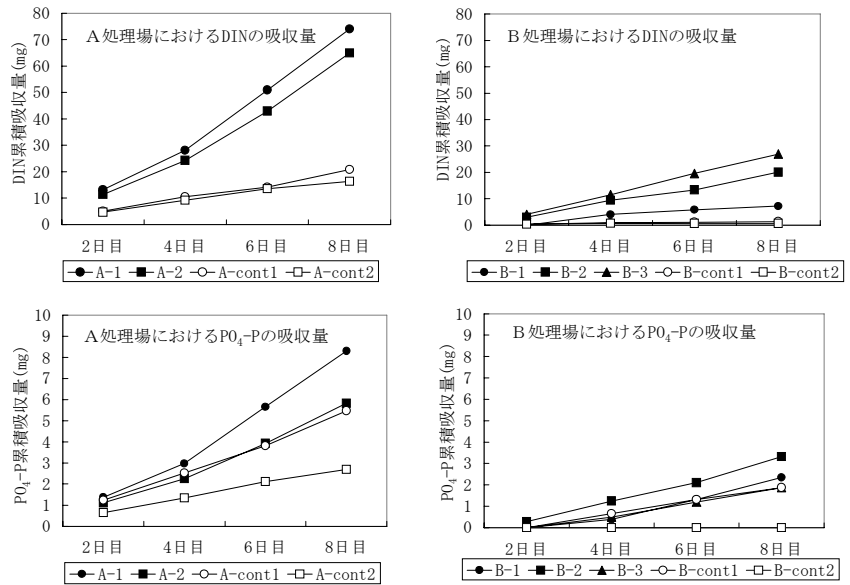 A処理場におけるDINの吸収量
DIN累積吸収量(mg)
80
70
60
50
40
30
20
10
0
2日目 4日目 6日目 8日目
A-1 A-2 A-cont1 A-cont2
B処理場におけるDINの吸収量
DIN累積吸収量(mg)
80
70
60
50
40
30
20
10
0
2日目 4日目 6日目 8日目
B-1 B-2 B-3 B-cont1 B-cont2
A処理場におけるPO₄-Pの吸収量
PO₄-P累積吸収量(mg)
10
9
8
7
6
5
4
3
2
1
0
2日目 4日目 6日目 8日目
A-1 A-2 A-cont1 A-cont2
B処理場におけるPO₄-Pの吸収量
PO₄-P累積吸収量(mg)
10
9
8
7
6
5
4
3
2
1
0
2日目 4日目 6日目 8日目
B-1 B-2 B-3 B-cont1 B-cont2